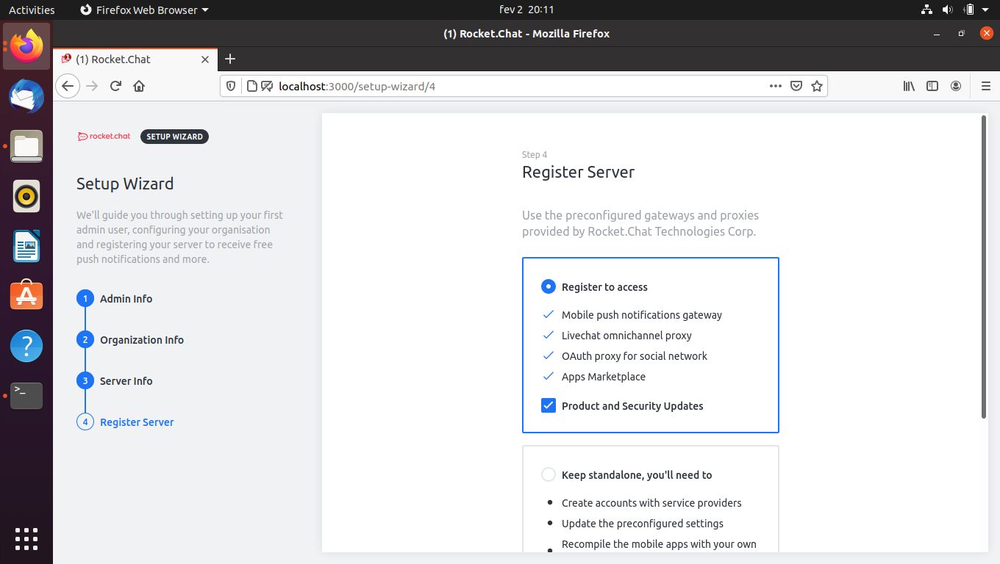 Activities
Firefox Web Browser
fev 2 20:11
(1) Rocket.Chat - Mozilla Firefox
(1) Rocket.Chat
localhost:3000/setup-wizard/4
rocket.chat
SETUP WIZARD
Setup Wizard
We'll guide you through setting up your first
admin user, configuring your organisation
and registering your server to receive free
push notifications and more.
1 Admin Info
2 Organization Info
3 Server Info
4 Register Server
Step 4
Register Server
Use the preconfigured gateways and proxies
provided by Rocket.Chat Technologies Corp.
Register to access
Mobile push notifications gateway
Livechat omnichannel proxy
OAuth proxy for social network
Apps Marketplace
Product and Security Updates
Keep standalone, you'll need to
Create accounts with service providers
Update the preconfigured settings
Recompile the mobile apps with your own